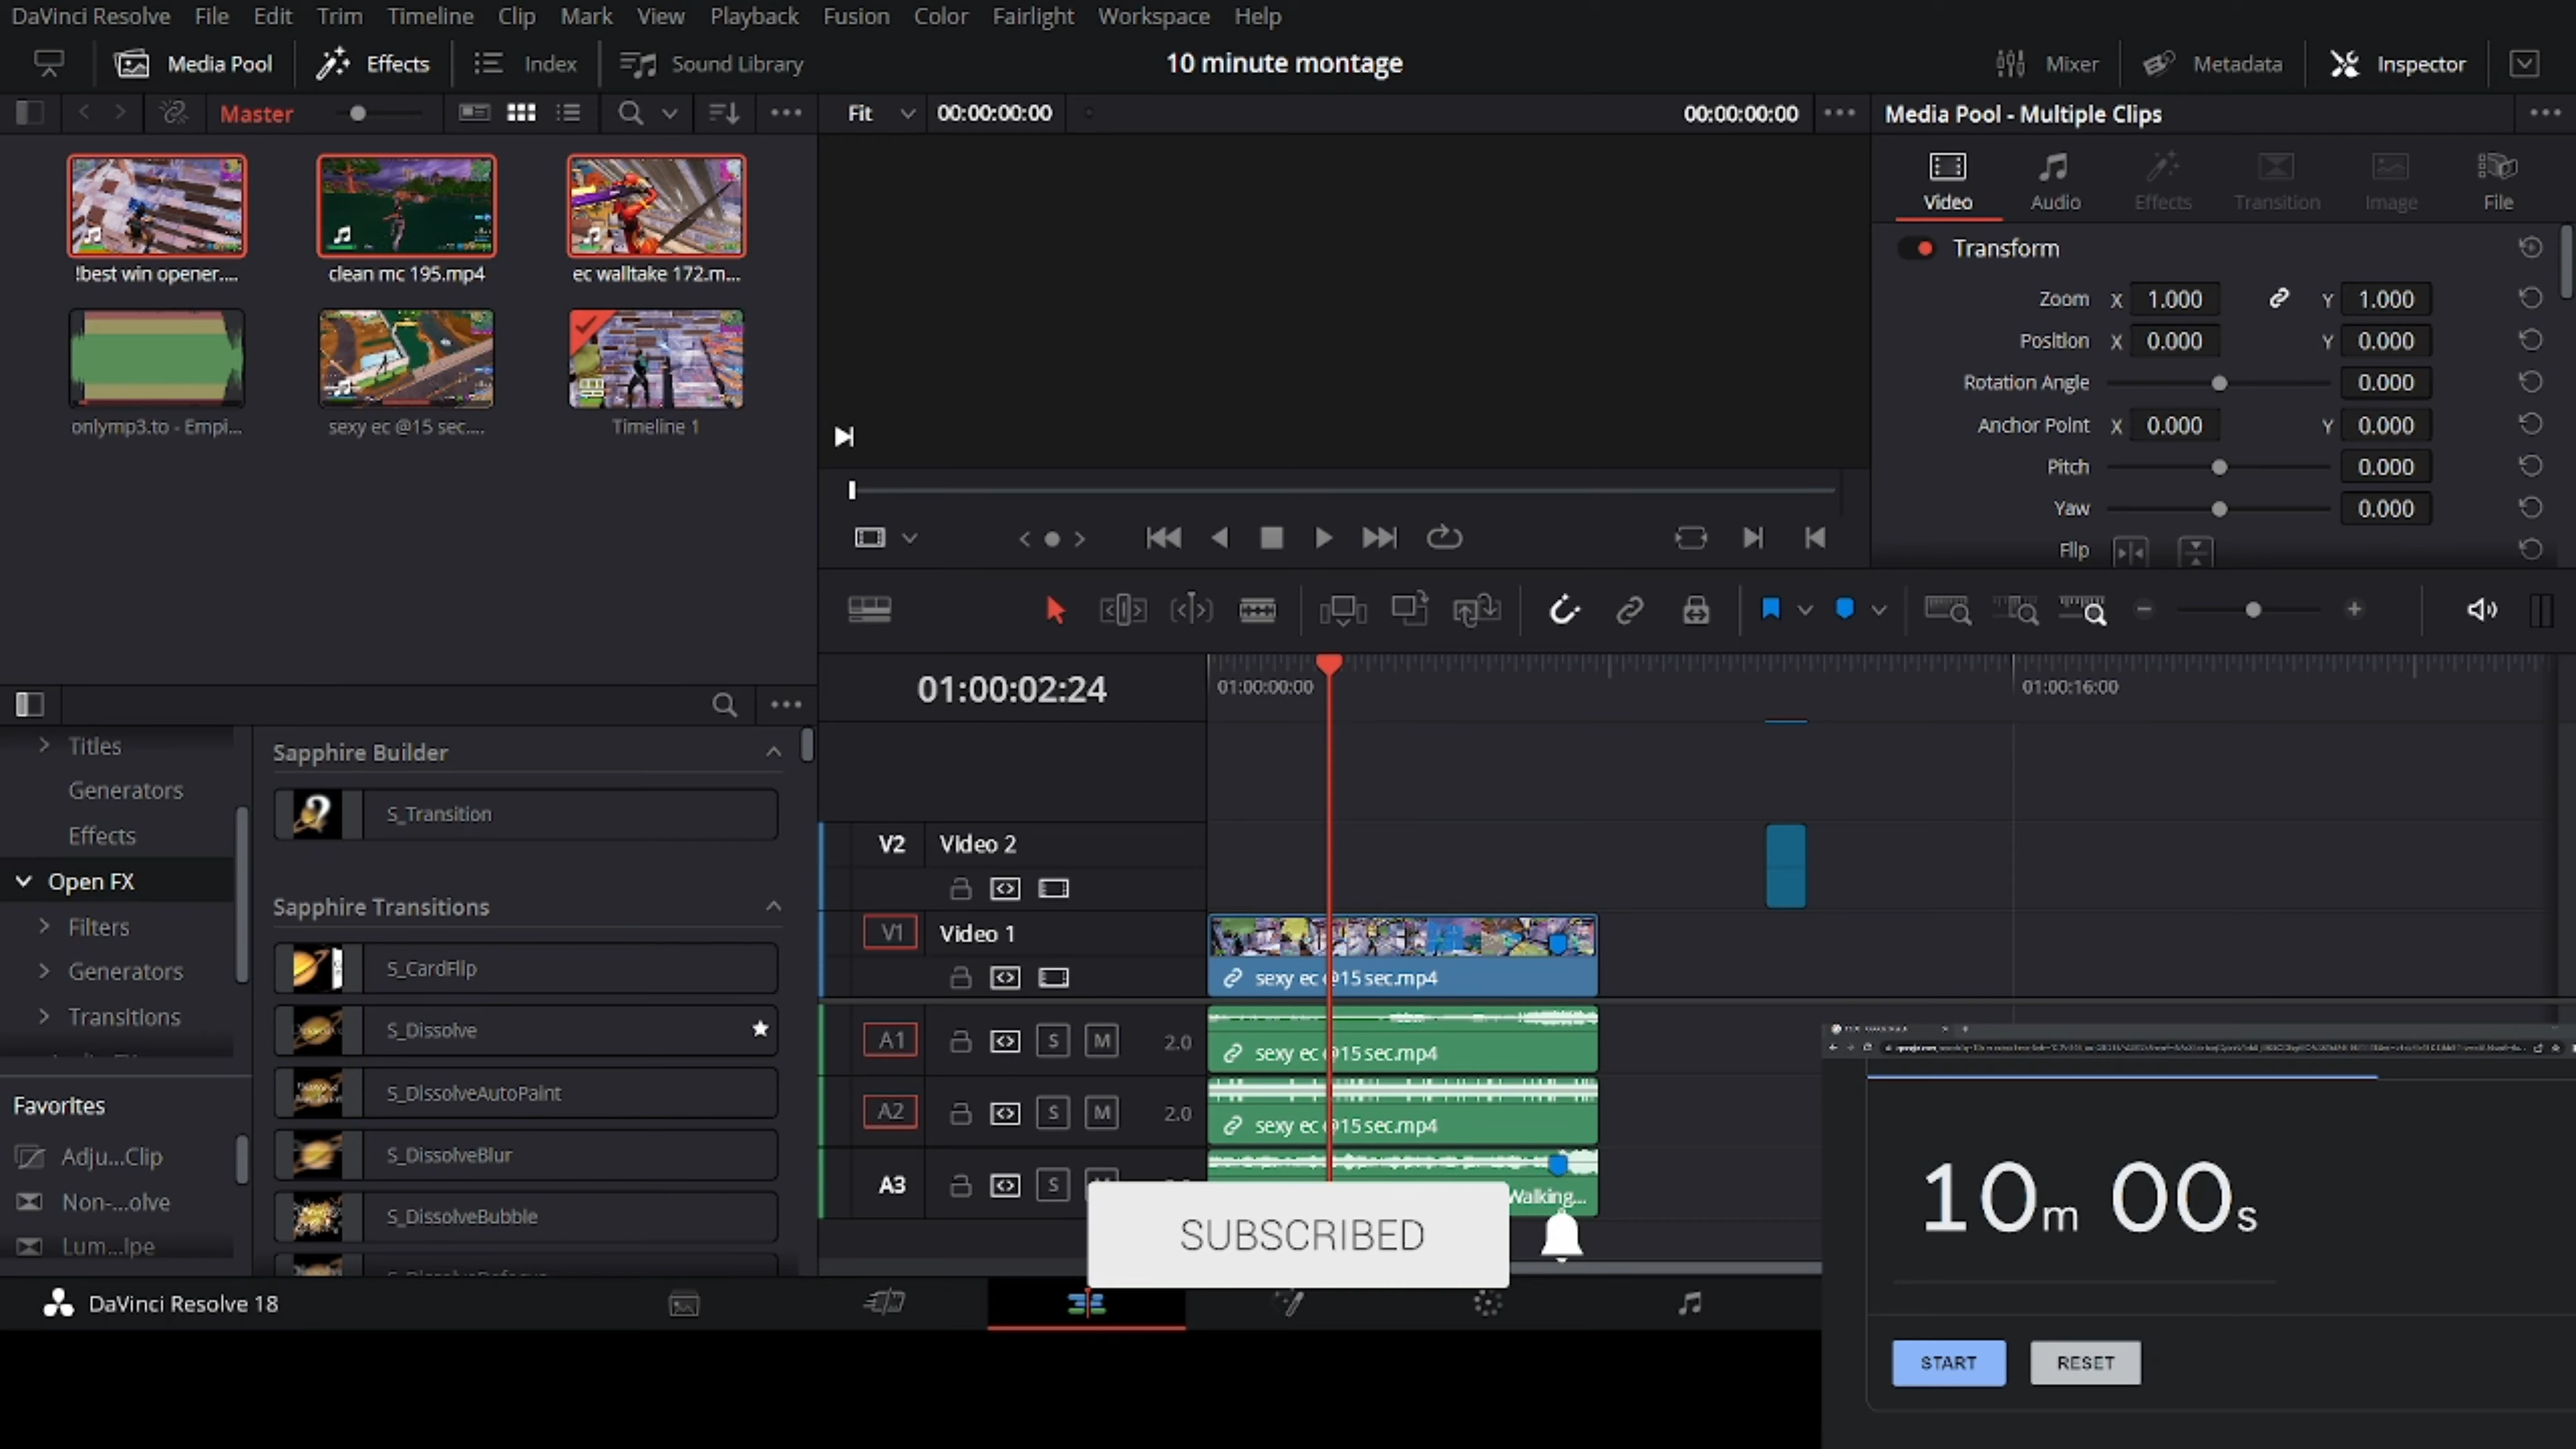 DaVinci Resolve File Edit Trim Timeline Clip Mark View Playback Fusion Color Fairlight Workspace Help
Media Pool Effects Index Sound Library 10 minute montage Mixer Metadata Inspector
Master Fit 00:00:00:00 00:00:00:00 Media Pool - Multiple Clips
Video Audio Effects Transition Image File
!best win opener.... clean mc 195.mp4 ec walltake 172.m...
onlymp3.to - Empi... sexy ec @15 sec.... Timeline 1
Transform
Zoom X 1.000 Y 1.000
Position X 0.000 Y 0.000
Rotation Angle 0.000
Anchor Point X 0.000 Y 0.000
Pitch 0.000
Yaw 0.000
Flip
01:00:02:24 01:00:00:00 01:00:16:00
Titles
Generators
Effects
Open FX
Filters
Generators
Transitions
Favorites
Adju...Clip
Non-...olve
Lum...lpe
Sapphire Builder
S_Transition
Sapphire Transitions
S_CardFlip
S_Dissolve
S_DissolveAutoPaint
S_DissolveBlur
S_DissolveBubble
V2 Video 2
V1 Video 1
sexy ec @15 sec.mp4
A1 S M 2.0
sexy ec @15 sec.mp4
A2 S M 2.0
sexy ec @15 sec.mp4
A3 S
Walking...
SUBSCRIBED
10m 00s
START RESET
DaVinci Resolve 18